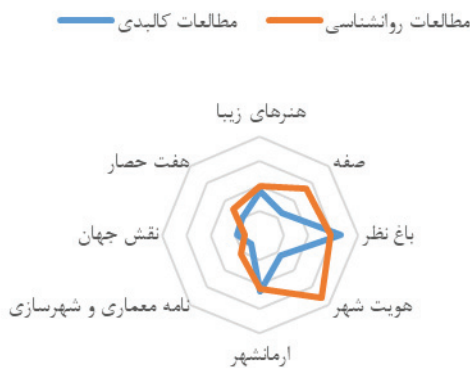 مطالعات روانشناسی مطالعات کالبدی
هنرهای زیبا
هفت حصار صفه
نقش جهان باغ نظر
نامه معماری و شهرسازی هویت شهر
ارمانشهر